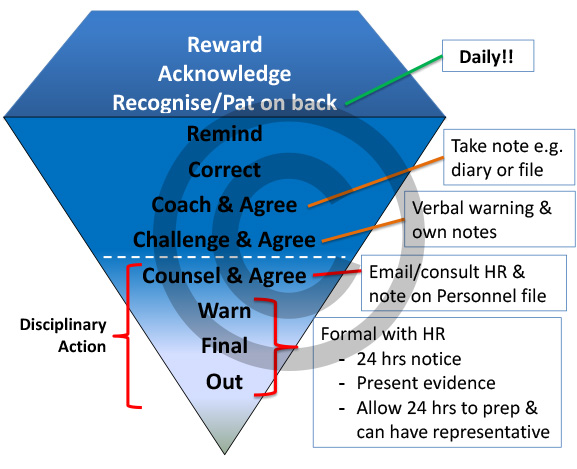 Reward
Acknowledge
Recognise/Pat on back
Daily!!
Remind
Correct
Coach & Agree
Take note e.g.
diary or file
Challenge & Agree
Verbal warning &
own notes
Counsel & Agree
Email/consult HR &
note on Personnel file
Disciplinary
Action
Warn
Final
Out
Formal with HR
- 24 hrs notice
- Present evidence
- Allow 24 hrs to prep &
can have representative